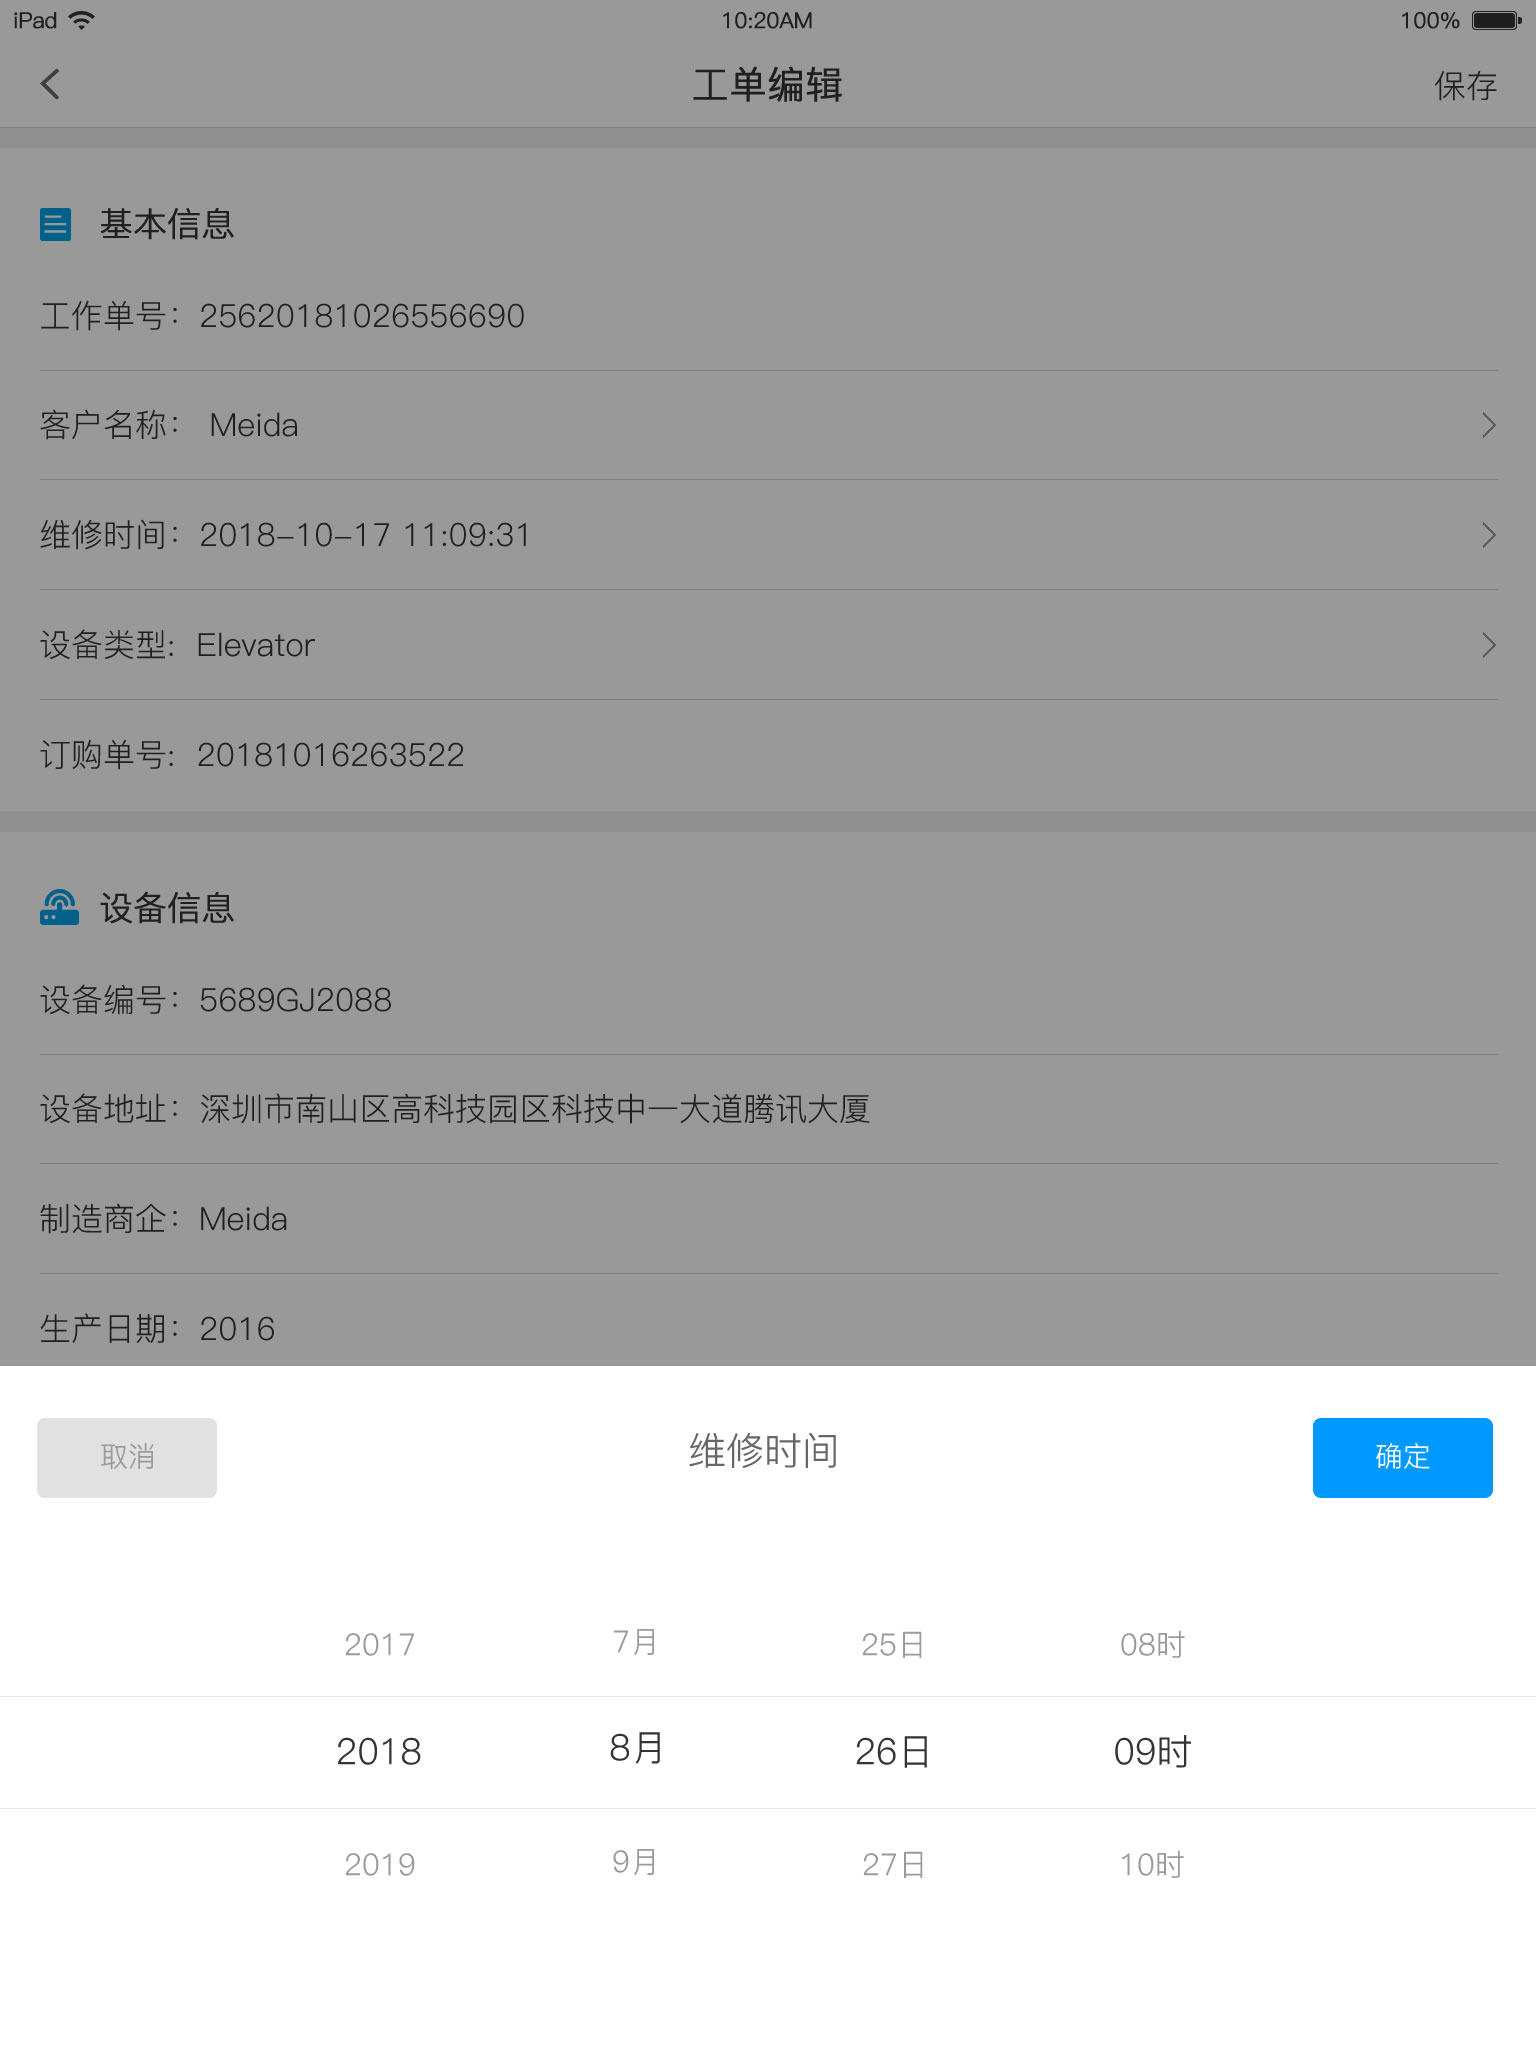 iPad 10:20AM 100%
工单编辑 保存
基本信息
工作单号：25620181026556690
客户名称： Meida
维修时间：2018-10-17 11:09:31
设备类型: Elevator
订购单号: 20181016263522
设备信息
设备编号：5689GJ2088
设备地址：深圳市南山区高科技园区科技中一大道腾讯大厦
制造商企：Meida
生产日期：2016
取消 维修时间 确定
2017 7月 25日 08时
2018 8月 26日 09时
2019 9月 27日 10时